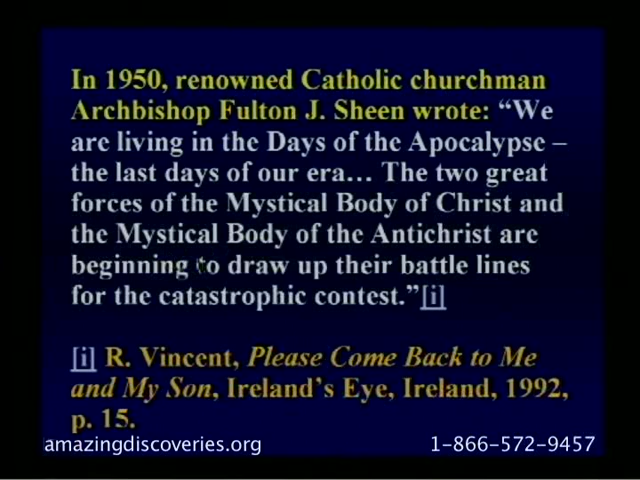 In 1950, renowned Catholic churchman
Archbishop Fulton J. Sheen wrote: “We
are living in the Days of the Apocalypse –
the last days of our era… The two great
forces of the Mystical Body of Christ and
the Mystical Body of the Antichrist are
beginning to draw up their battle lines
for the catastrophic contest.”[i]
[i] R. Vincent, Please Come Back to Me
and My Son, Ireland’s Eye, Ireland, 1992,
p. 15.
amazingdiscoveries.org 1-866-572-9457